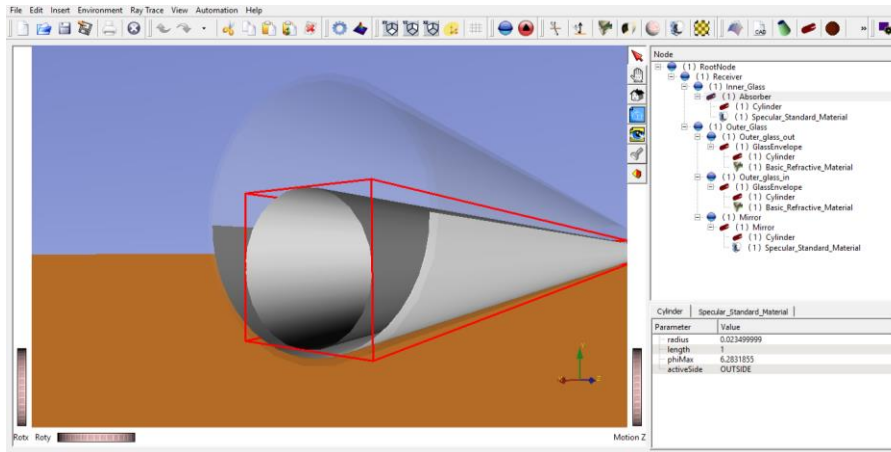 File Edit Insert Environment Ray Trace View Automation Help
CAD
»
Node
(1) RootNode
(1) Receiver
(1) Inner_Glass
(1) Absorber
(1) Cylinder
(1) Specular_Standard_Material
(1) Outer_Glass
(1) Outer_glass_out
(1) GlassEnvelope
(1) Cylinder
(1) Basic_Refractive_Material
(1) Outer_glass_in
(1) GlassEnvelope
(1) Cylinder
(1) Basic_Refractive_Material
(1) Mirror
(1) Mirror
(1) Cylinder
(1) Specular_Standard_Material
Cylinder Specular_Standard_Material
Parameter Value
radius 0.023499999
length 1
phiMax 6.2831855
activeSide OUTSIDE
Rotx Roty Motion Z